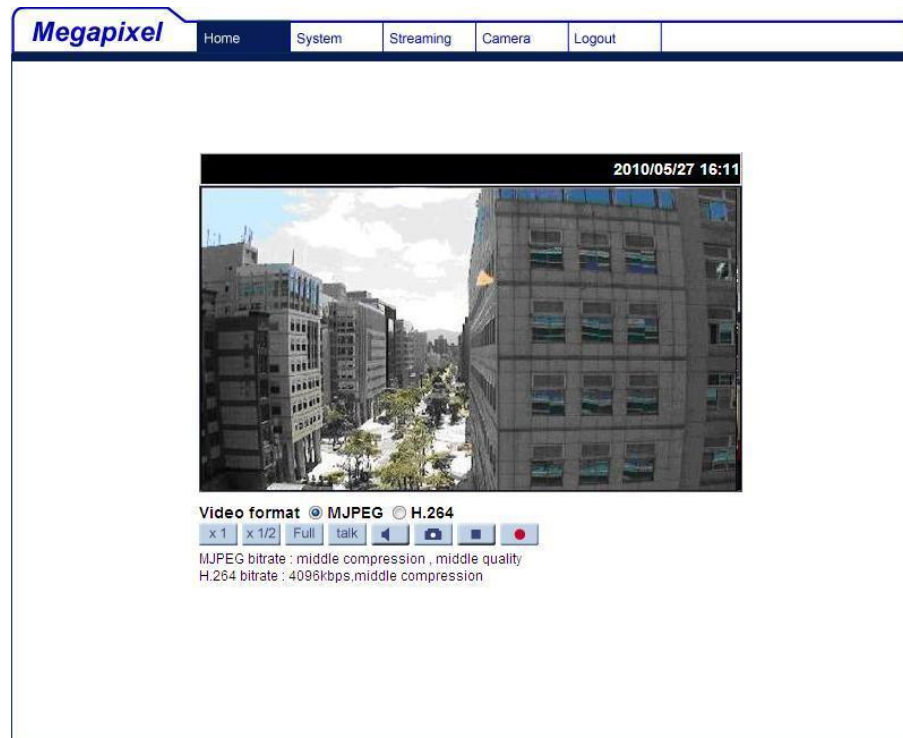 Megapixel
Home System Streaming Camera Logout
2010/05/27 16:11
Video format MJPEG H.264
x 1 x 1/2 Full talk
MJPEG bitrate : middle compression , middle quality
H.264 bitrate : 4096kbps,middle compression